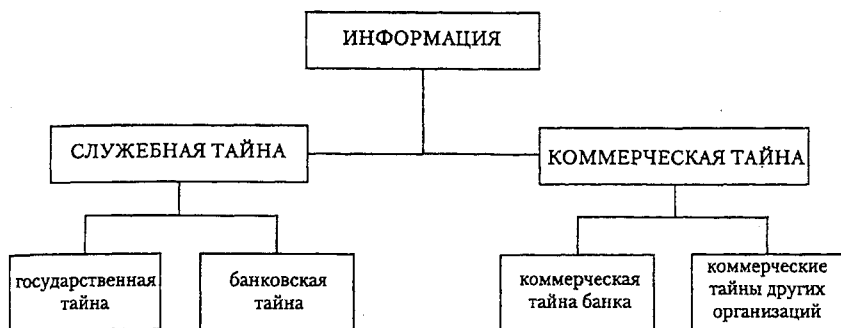 ИНФОРМАЦИЯ
СЛУЖЕБНАЯ ТАЙНА
КОММЕРЧЕСКАЯ ТАЙНА
государственная
тайна
банковская
тайна
коммерческая
тайна банка
коммерческие
тайны других
организаций